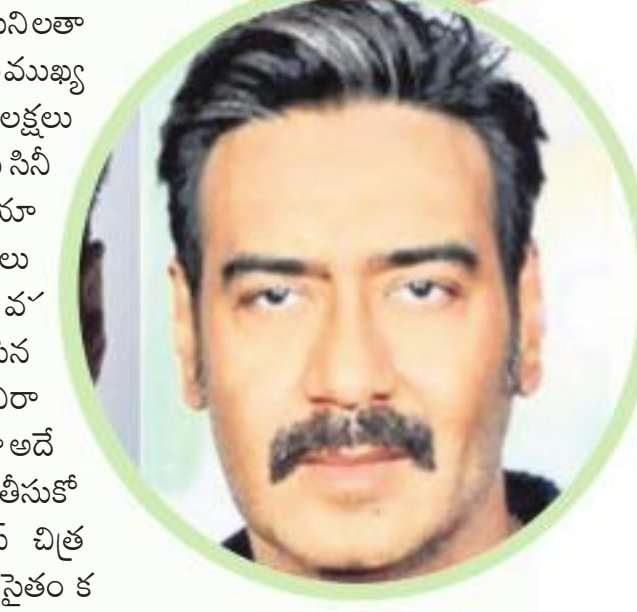 నిలతా
ముఖ్య
లక్షలు
సినీ
లు
న
రా
అదే
తీసుకో
చిత్ర
సైతం క